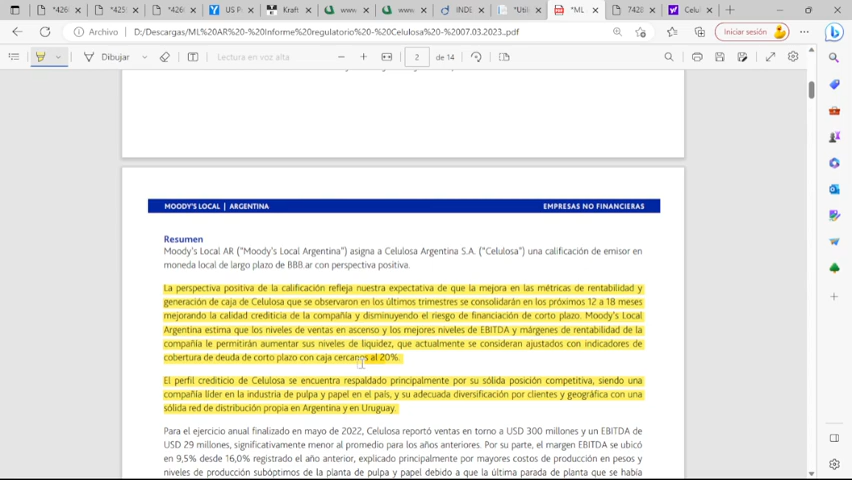 *426
*425
*426
US P
Kraft
www.
www.
INDE
*Utili
*ML
7428
Celul
Archivo D:/Descargas/ML%20AR%20-%20Informe%20regulatorio%20-%20Celulosa%20-%2007.03.2023..pdf Iniciar sesión
Dibujar Lectura en voz alta 2 de 14
MOODY'S LOCAL | ARGENTINA EMPRESAS NO FINANCIERAS
Resumen
Moody's Local AR ("Moody's Local Argentina") asigna a Celulosa Argentina S.A. ("Celulosa") una calificación de emisor en
moneda local de largo plazo de BBB.ar con perspectiva positiva.
La perspectiva positiva de la calificación refleja nuestra expectativa de que la mejora en las métricas de rentabilidad y
generación de caja de Celulosa que se observaron en los últimos trimestres se consolidarán en los próximos 12 a 18 meses
mejorando la calidad crediticia de la compañía y disminuyendo el riesgo de financiación de corto plazo. Moody's Local
Argentina estima que los niveles de ventas en ascenso y los mejores niveles de EBITDA y márgenes de rentabilidad de la
compañía le permitirán aumentar sus niveles de liquidez, que actualmente se consideran ajustados con indicadores de
cobertura de deuda de corto plazo con caja cercanos al 20%.
El perfil crediticio de Celulosa se encuentra respaldado principalmente por su sólida posición competitiva, siendo una
compañía líder en la industria de pulpa y papel en el país, y su adecuada diversificación por clientes y geográfica con una
sólida red de distribución propia en Argentina y en Uruguay.
Para el ejercicio anual finalizado en mayo de 2022, Celulosa reportó ventas en torno a USD 300 millones y un EBITDA de
USD 29 millones, significativamente menor al promedio para los años anteriores. Por su parte, el margen EBITDA se ubicó
en 9,5% desde 16,0% registrado el año anterior, explicado principalmente por mayores costos de producción en pesos y
niveles de producción subóptimos de la planta de pulpa y papel debido a que la última parada de planta que se había